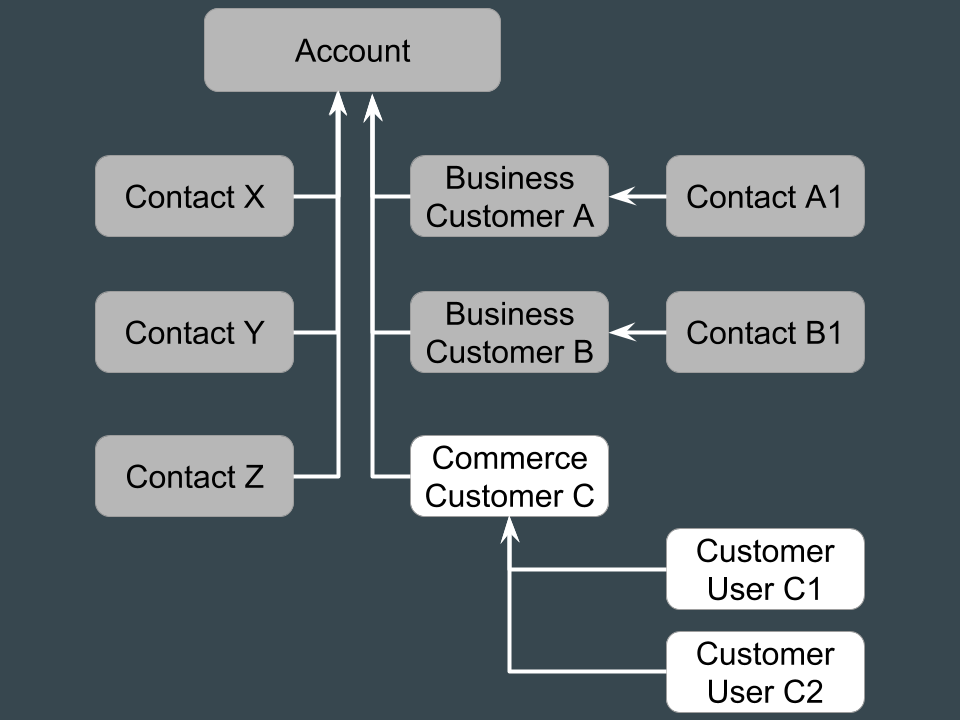 Account
Contact X
Business
Customer A
Contact A1
Contact Y
Business
Customer B
Contact B1
Contact Z
Commerce
Customer C
Customer
User C1
Customer
User C2